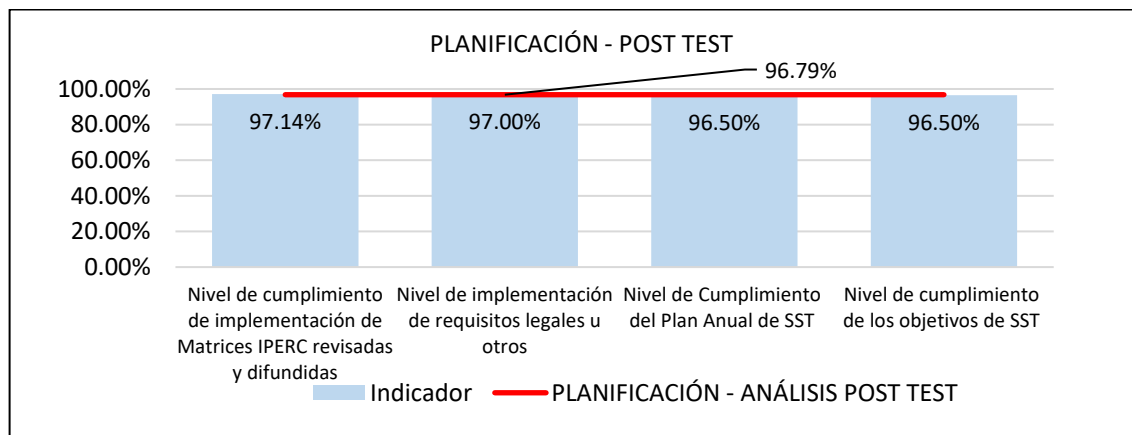 PLANIFICACIÓN - POST TEST
96.79%
100.00%
80.00%
60.00%
40.00%
20.00%
0.00%
97.14%
97.00%
96.50%
96.50%
Nivel de cumplimiento
de implementación de
Matrices IPERC revisadas
y difundidas
Nivel de implementación
de requisitos legales u
otros
Nivel de Cumplimiento
del Plan Anual de SST
Nivel de cumplimiento
de los objetivos de SST
Indicador
PLANIFICACIÓN - ANÁLISIS POST TEST